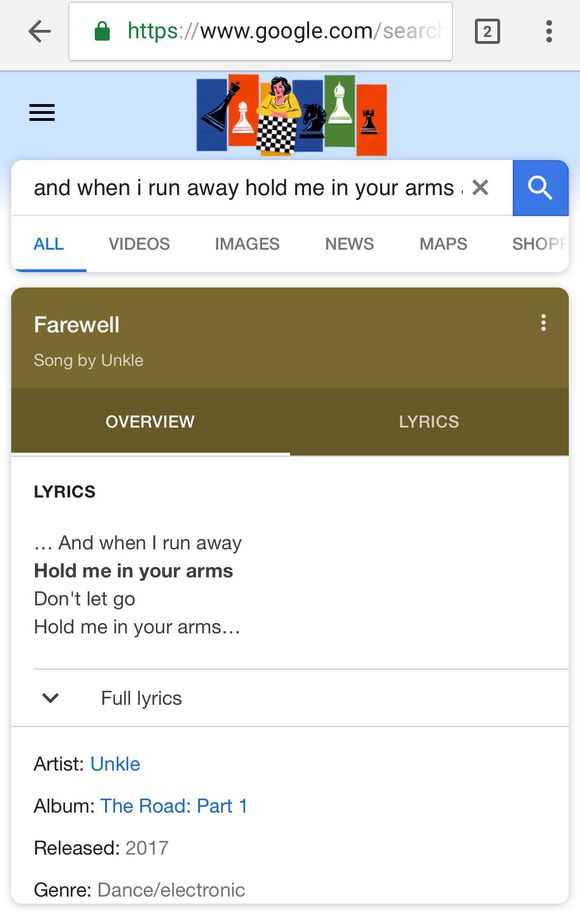 https://www.google.com/search
2
and when i run away hold me in your arms
ALL VIDEOS IMAGES NEWS MAPS SHOPP
Farewell
Song by Unkle
OVERVIEW LYRICS
LYRICS
… And when I run away
Hold me in your arms
Don't let go
Hold me in your arms…
Full lyrics
Artist: Unkle
Album: The Road: Part 1
Released: 2017
Genre: Dance/electronic